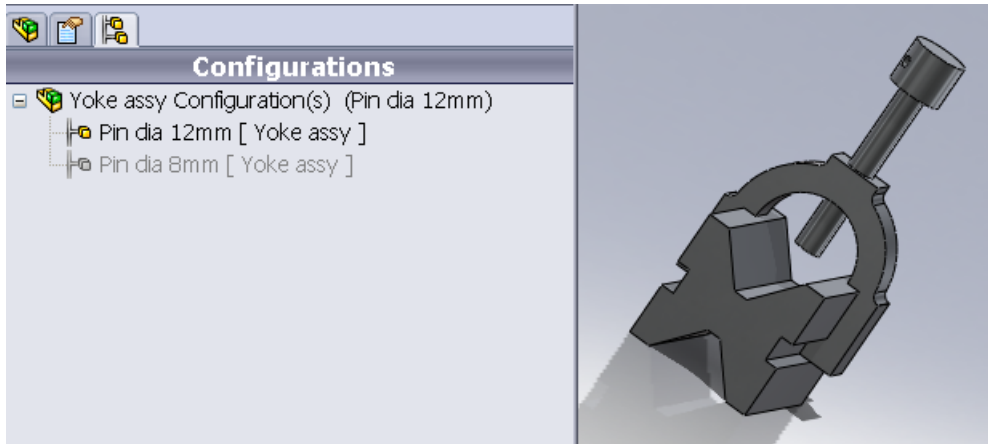 Configurations
Yoke assy Configuration(s) (Pin dia 12mm)
Pin dia 12mm [ Yoke assy ]
Pin dia 8mm [ Yoke assy ]